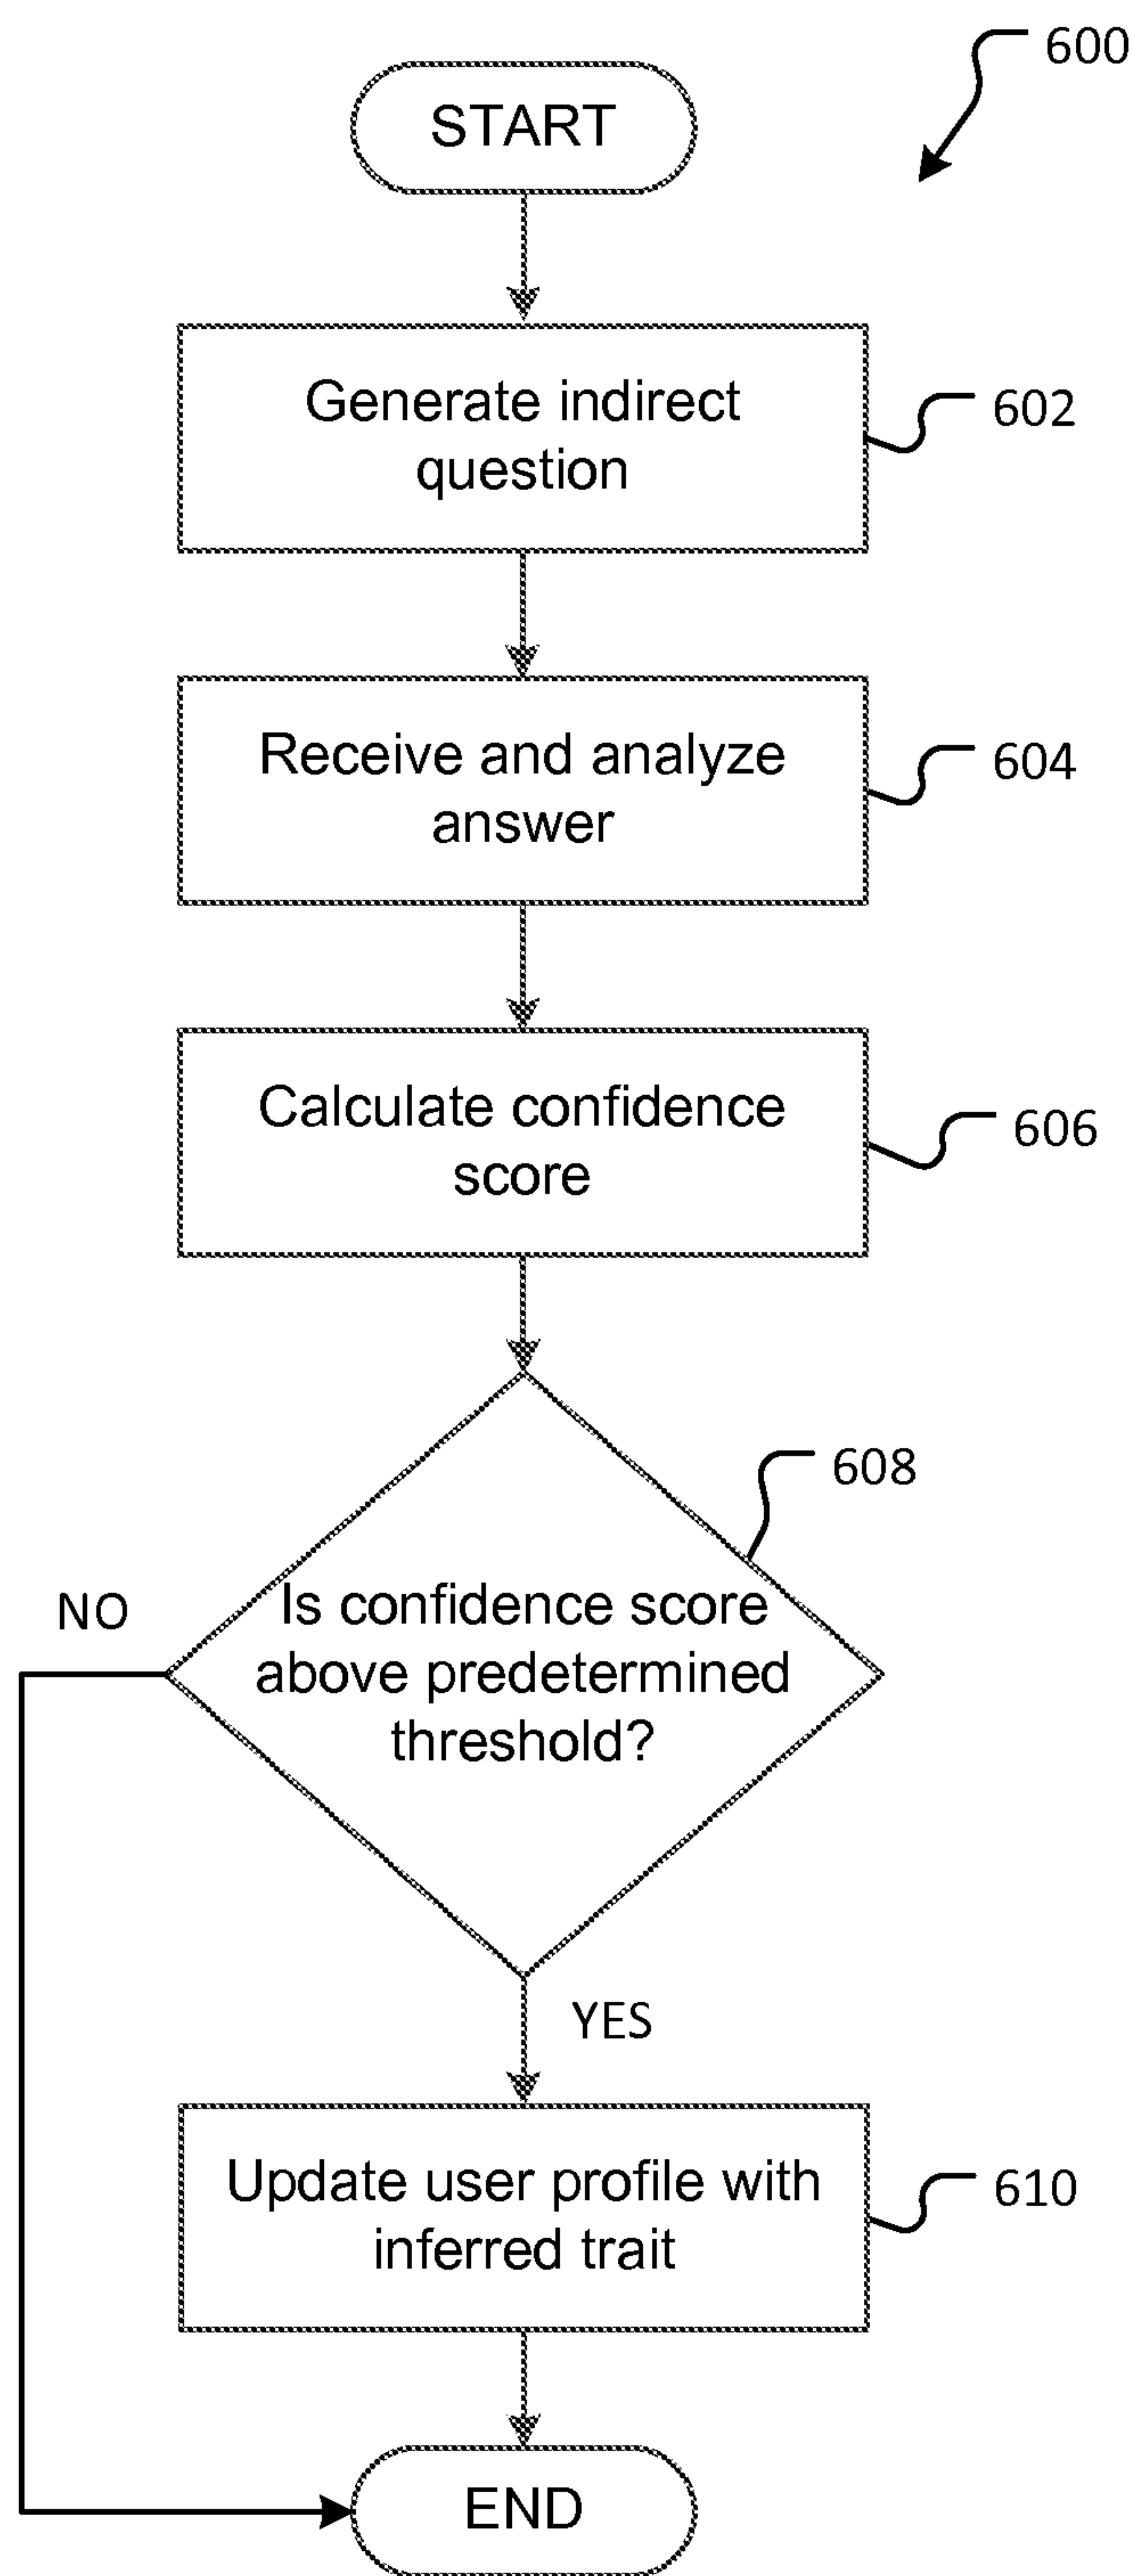 600
START
Generate indirect
question
602
Receive and analyze
answer
604
Calculate confidence
score
606
608
NO
Is confidence score
above predetermined
threshold?
YES
Update user profile with
inferred trait
610
END